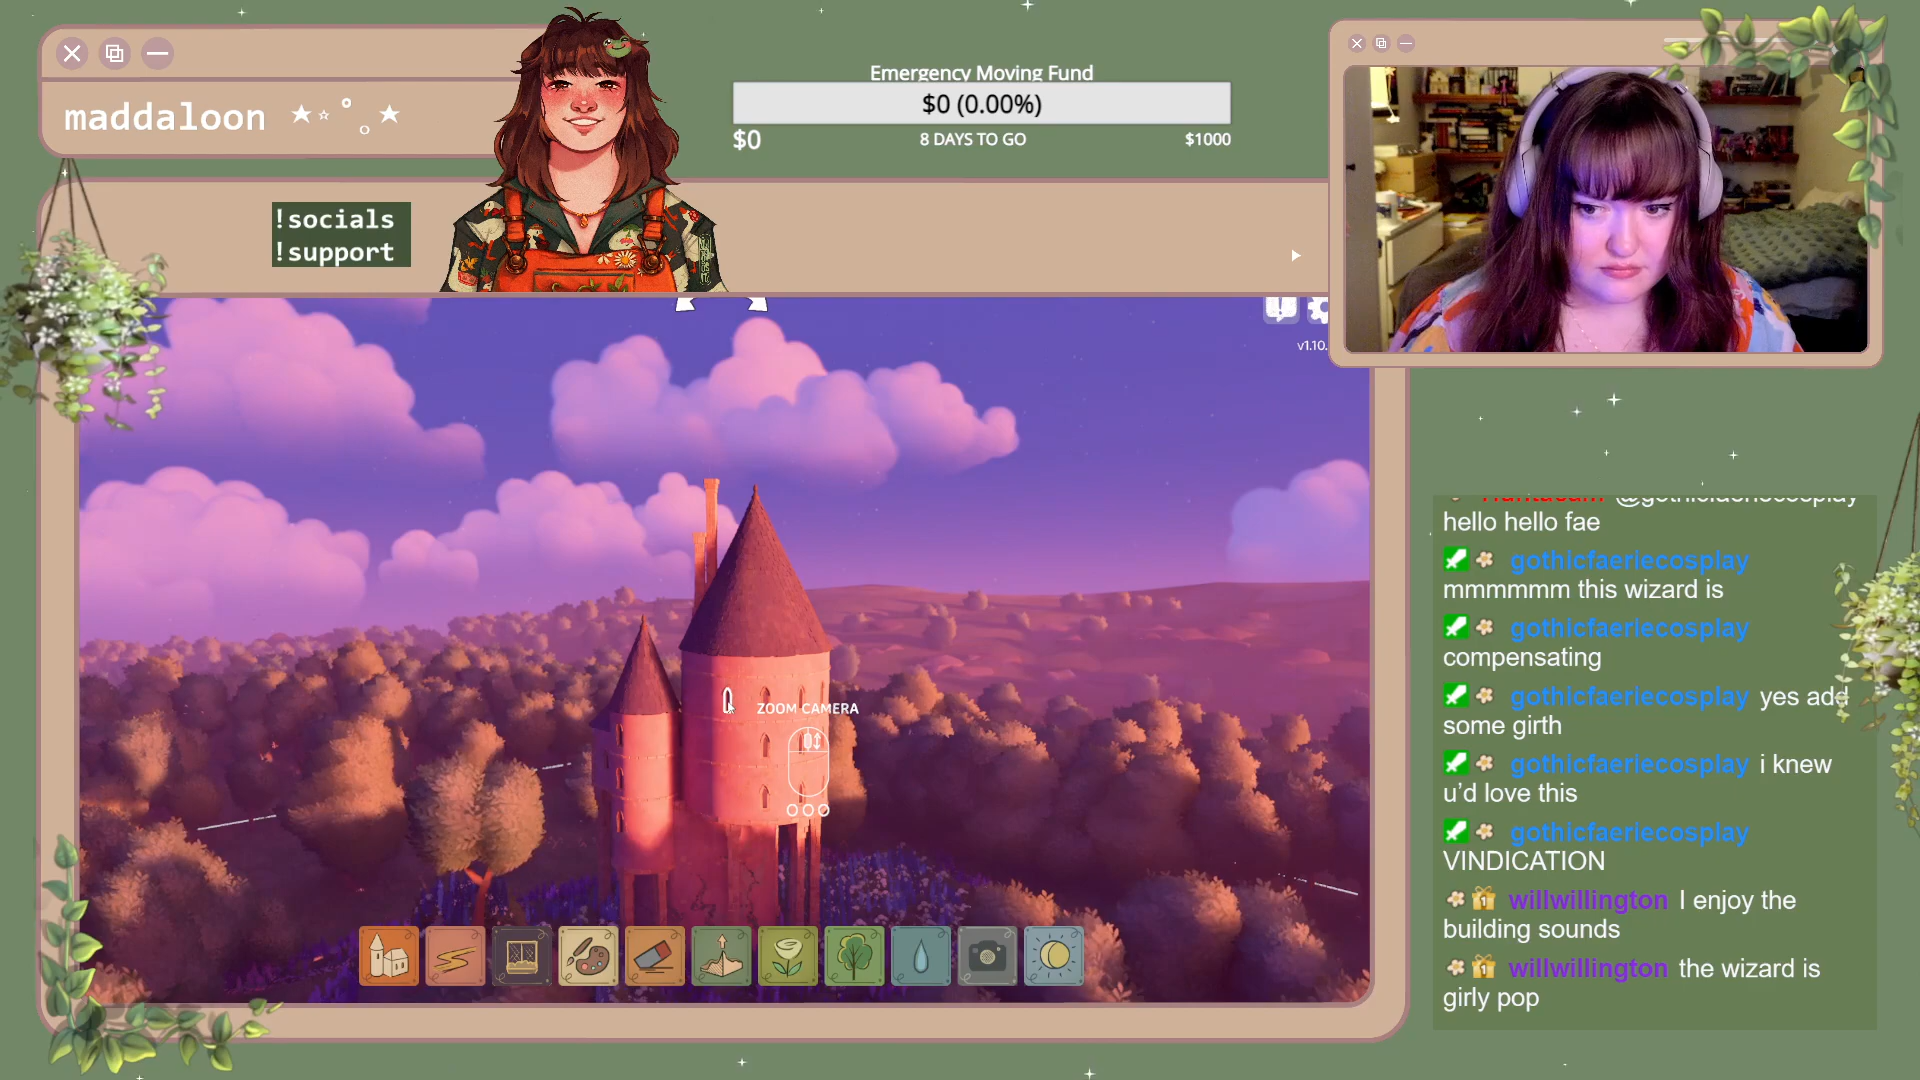 maddaloon
!socials
!support
Emergency Moving Fund
$0 (0.00%)
$0
8 DAYS TO GO
$1000
v1.10.
ZOOM CAMERA
@gothicfaeriecosplay
hello hello fae
gothicfaeriecosplay
mmmmmm this wizard is
gothicfaeriecosplay
compensating
gothicfaeriecosplay yes add
some girth
gothicfaeriecosplay i knew
u'd love this
gothicfaeriecosplay
VINDICATION
willwillington I enjoy the
building sounds
willwillington the wizard is
girly pop